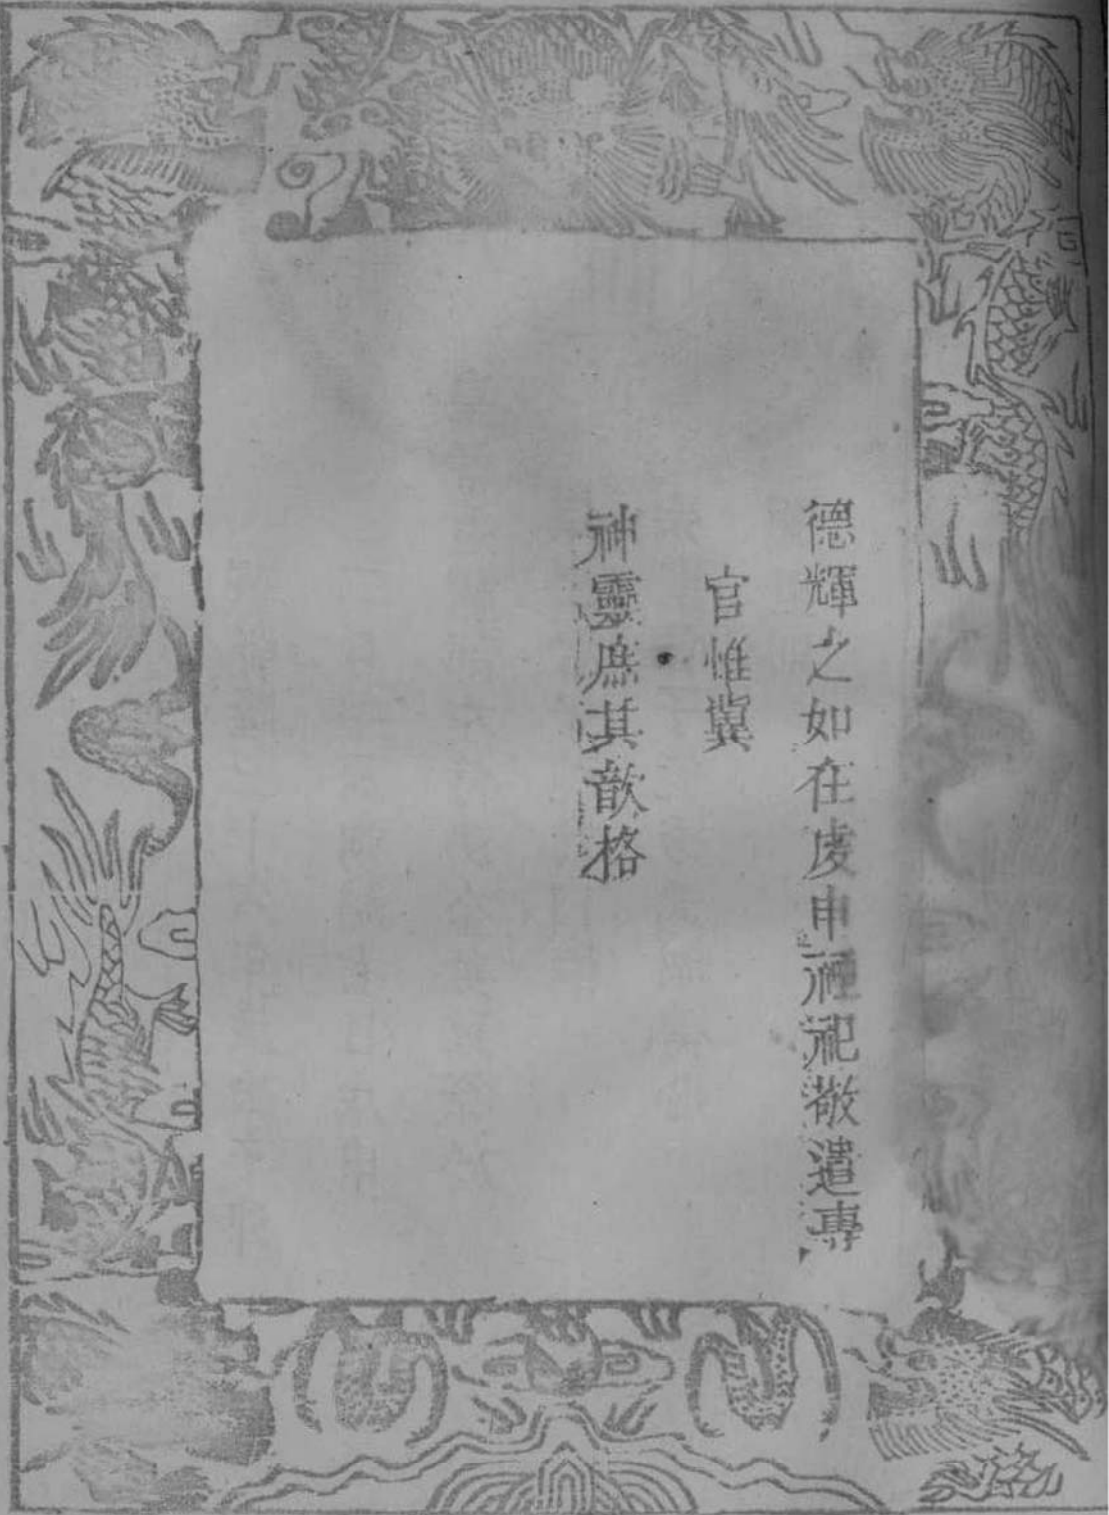 德輝之如在虔申禋祀敬遣專
官惟冀
神靈庶其歆格